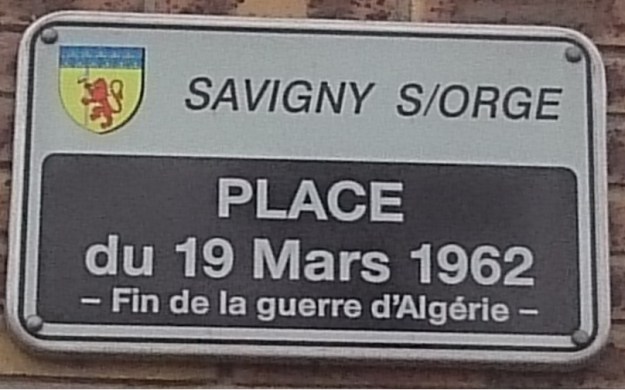 SAVIGNY S/ORGE
PLACE
du 19 Mars 1962
– Fin de la guerre d'Algérie –